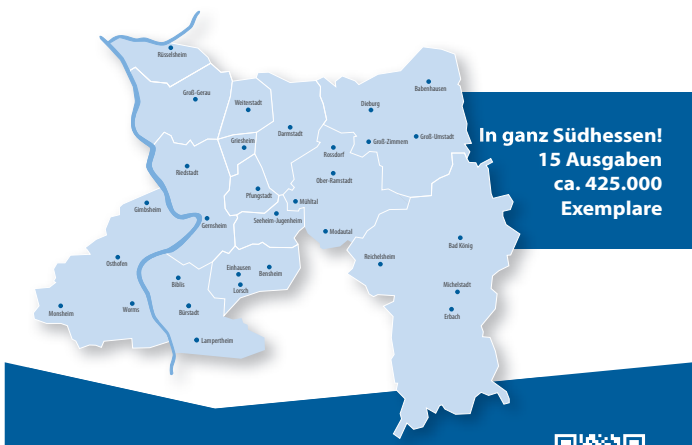 Rüsselsheim
Groß-Gerau
Weiterstadt
Griesheim
Darmstadt
Dieburg
Babenhausen
Groß-Zimmern
Groß-Umstadt
Rossdorf
Ober-Ramstadt
Riedstadt
Pfungstadt
Mühltal
Gimbsheim
Gernsheim
Seeheim-Jugenheim
Modautal
Osthofen
Einhausen
Bensheim
Lorsch
Biblis
Reichelsheim
Bad König
Michelstadt
Erbach
Monsheim
Worms
Bürstadt
Lampertheim
In ganz Südhessen!
15 Ausgaben
ca. 425.000
Exemplare